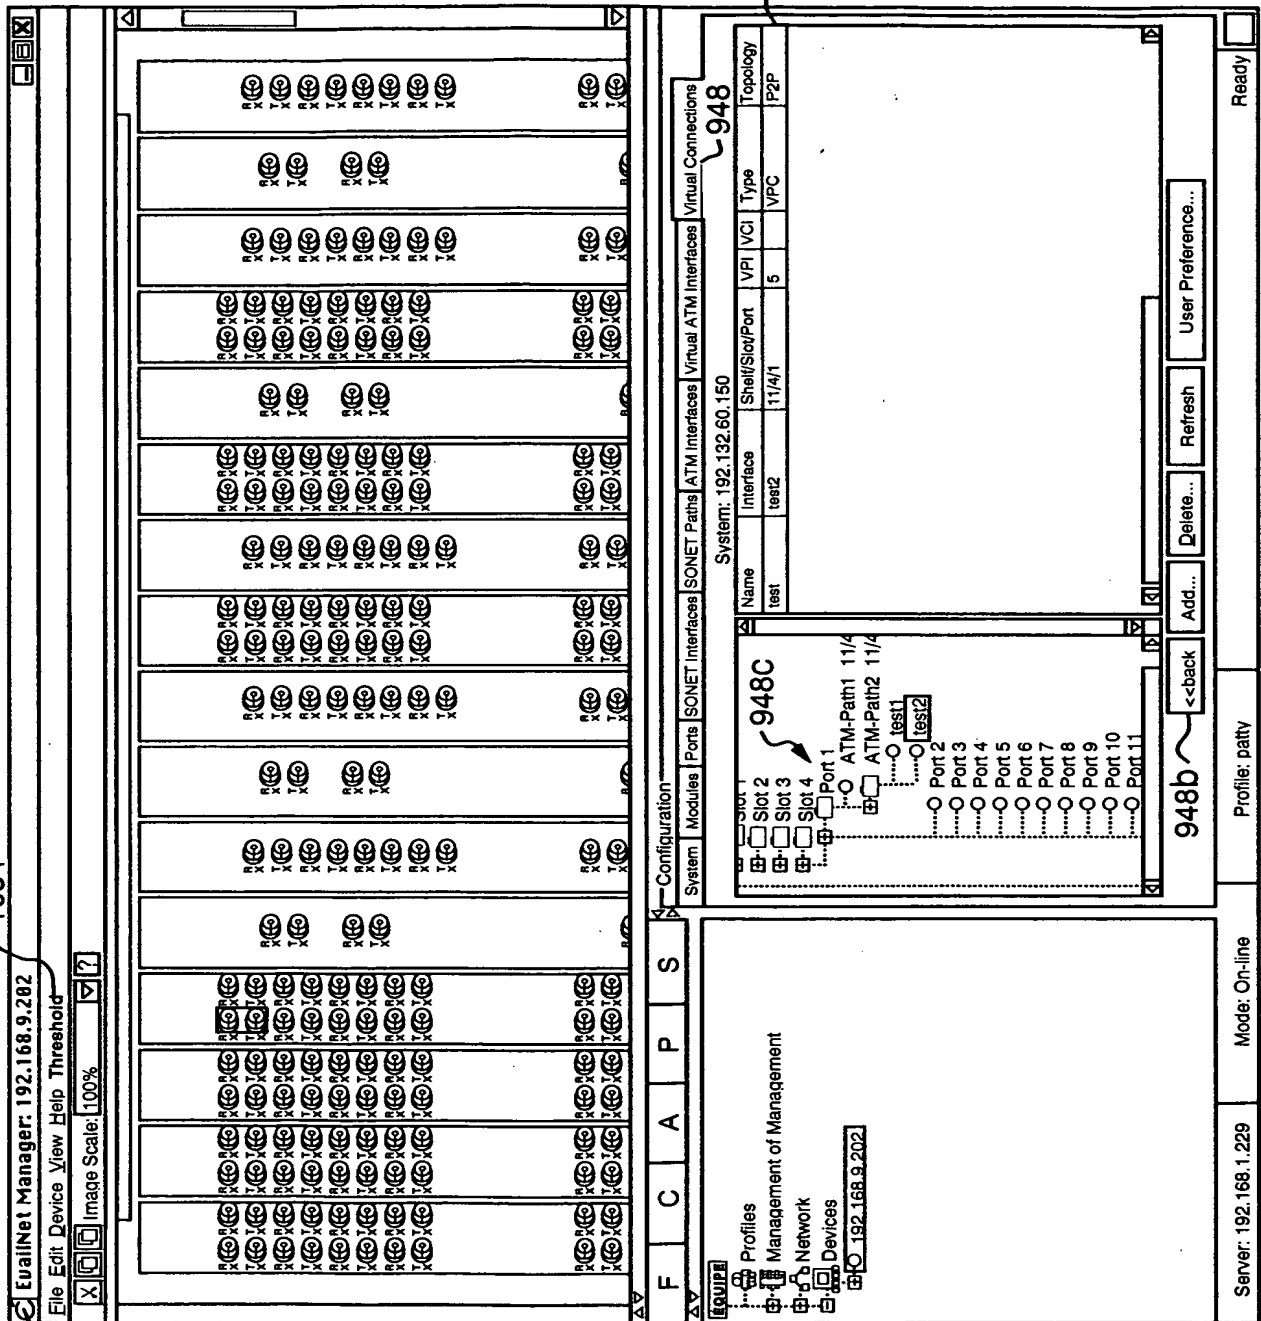 EvailNet Manager: 192.168.9.202
File Edit Device View Help Threshold
X Image Scale: 100% ?
F C A P S
EQUIPE
Profiles
Management of Management
Network
Devices
192.168.9.202
Configuration
System Modules Ports SONET Interfaces SONET Paths ATM Interfaces Virtual ATM Interfaces Virtual Connections
948
System: 192.132.60.150
Slot 1
Slot 2
Slot 3
Slot 4
Port 1
948C
ATM-Path1 11/4
ATM-Path2 11/4
test1
test2
Port 2
Port 3
Port 4
Port 5
Port 6
Port 7
Port 8
Port 9
Port 10
Port 11
Name Interface Shelf/Slot/Port VPI VCI Type Topology
test test2 11/4/1 5 VPC P2P
948b
<<back Add... Delete... Refresh User Preference...
Server: 192.168.1.229 Mode: On-line Profile: patty Ready